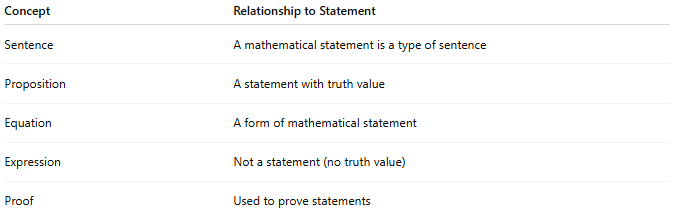 Concept Relationship to Statement
Sentence A mathematical statement is a type of sentence
Proposition A statement with truth value
Equation A form of mathematical statement
Expression Not a statement (no truth value)
Proof Used to prove statements